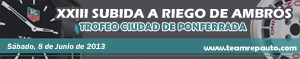 XXIII SUBIDA A RIEGO DE AMBROS
TROFEO CIUDAD DE PONFERRADA
Sábado, 8 de Junio de 2013
www.teamrepauto.com